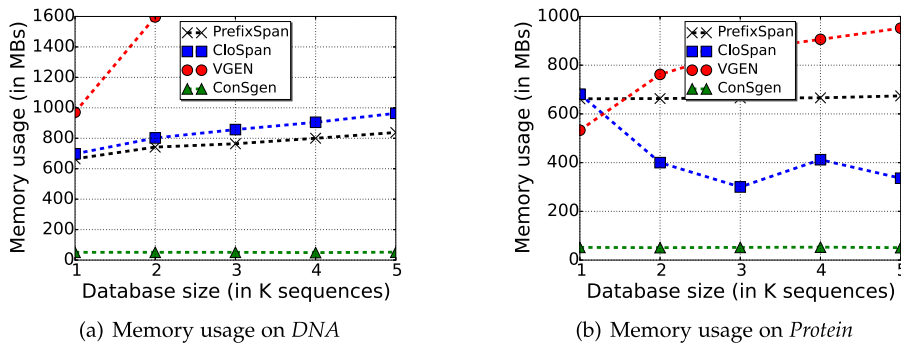 1600
1400
1200
1000
800
600
400
200
0
Memory usage (in MBs)
PrefixSpan
CloSpan
VGEN
ConSgen
1 2 3 4 5
Database size (in K sequences)
(a) Memory usage on DNA
1000
800
600
400
200
0
Memory usage (in MBs)
PrefixSpan
CloSpan
VGEN
ConSgen
1 2 3 4 5
Database size (in K sequences)
(b) Memory usage on Protein